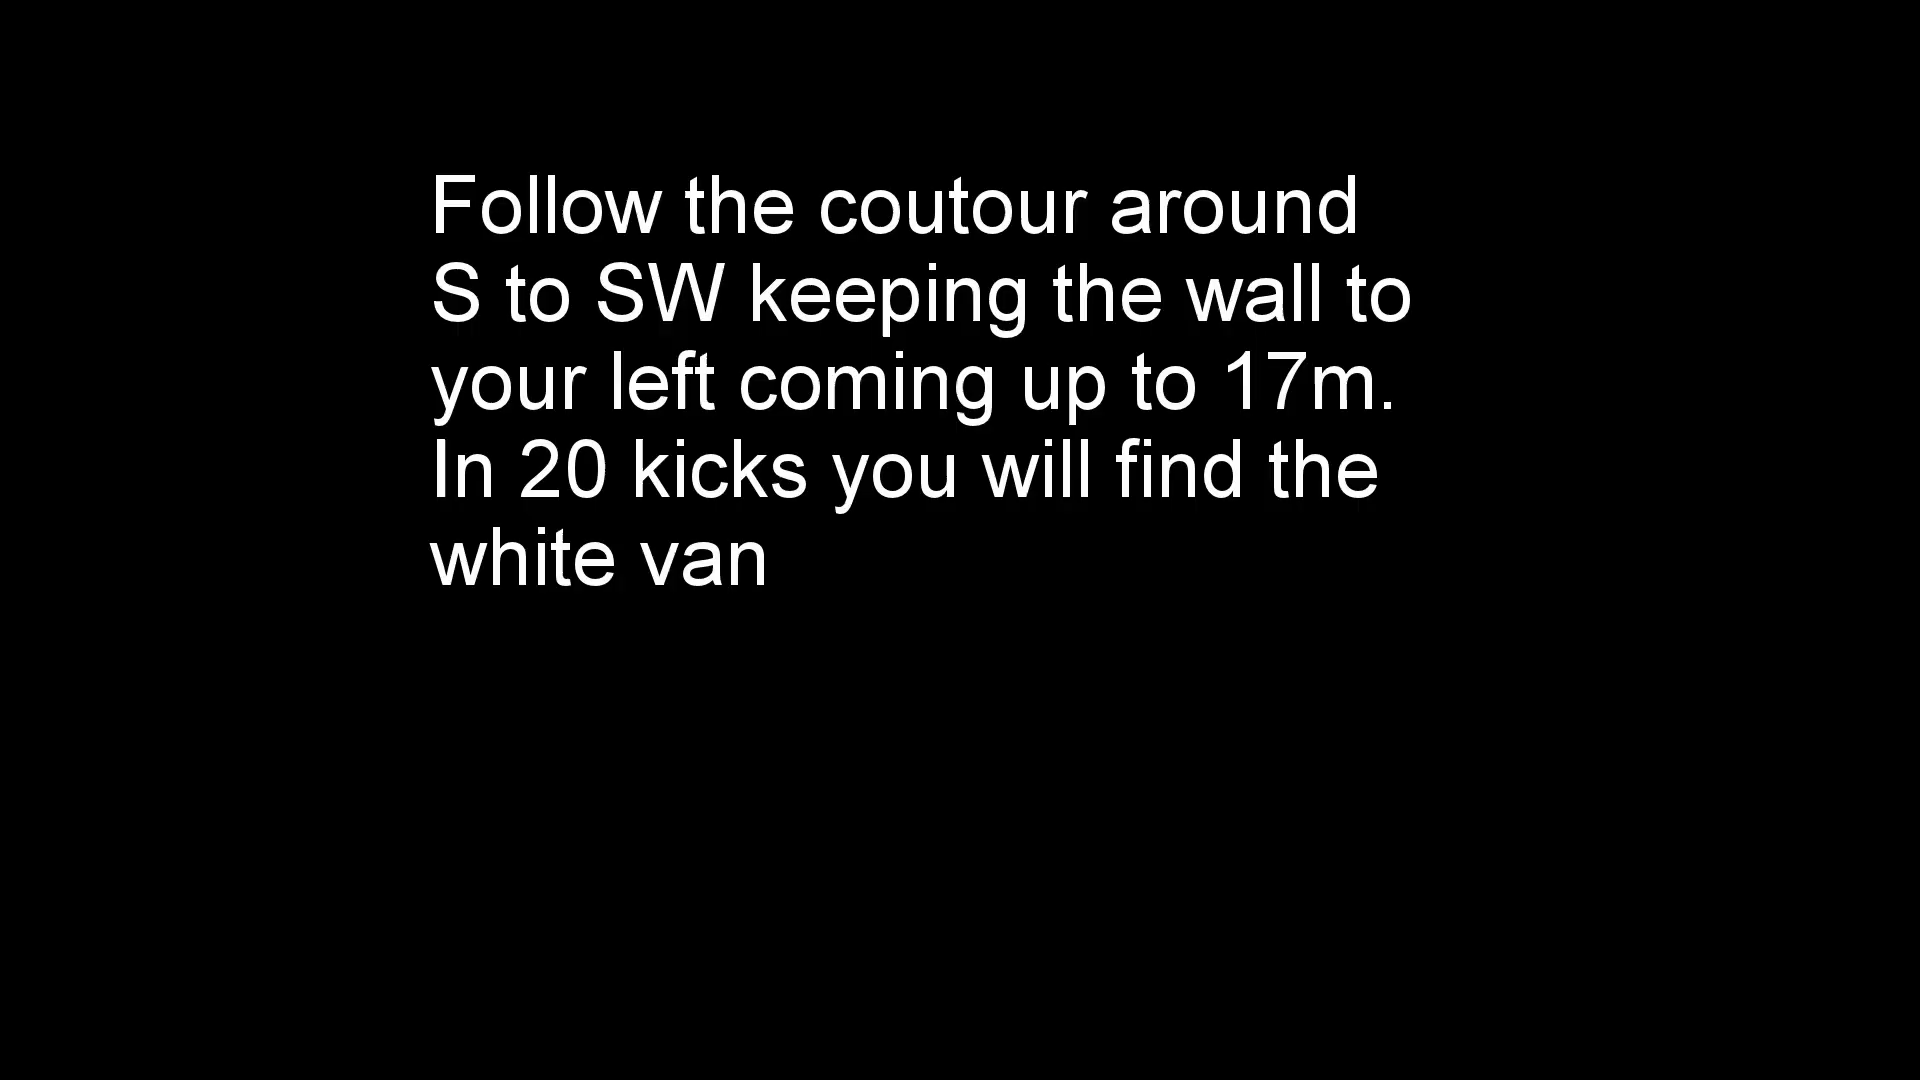 Follow the coutour around
S to SW keeping the wall to
your left coming up to 17m.
In 20 kicks you will find the
white van